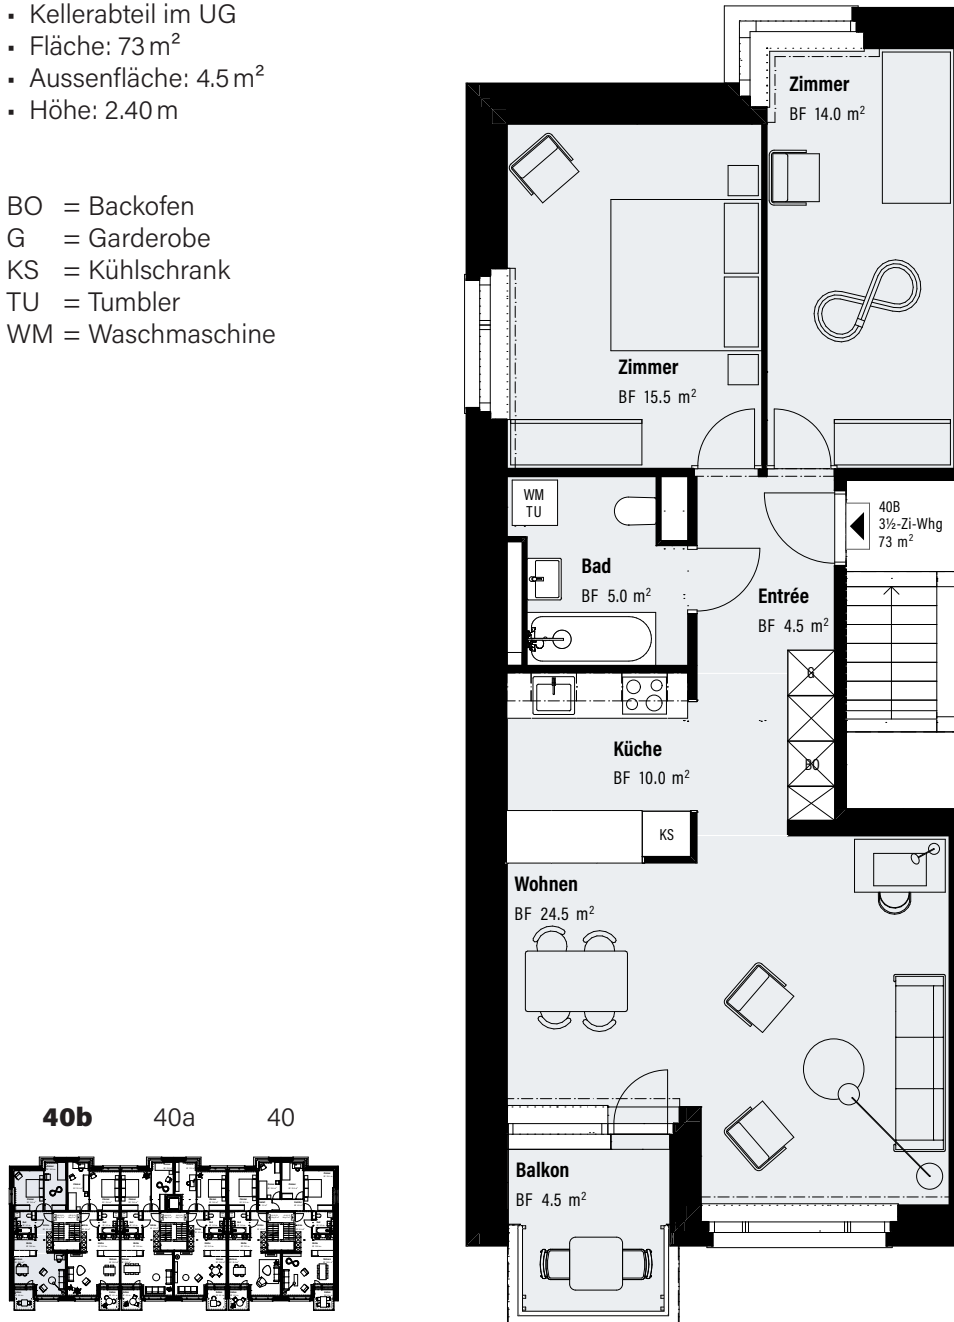 ▪ Kellerabteil im UG
▪ Fläche: 73 m²
▪ Aussenfläche: 4.5 m²
▪ Höhe: 2.40 m
BO = Backofen
G = Garderobe
KS = Kühlschrank
TU = Tumbler
WM = Waschmaschine
Zimmer
BF 14.0 m²
Zimmer
BF 15.5 m²
WM
TU
40B
3½-Zi-Whg
73 m²
Bad
BF 5.0 m²
Entrée
BF 4.5 m²
G
Küche
BF 10.0 m²
BO
KS
Wohnen
BF 24.5 m²
Balkon
BF 4.5 m²
40b 40a 40